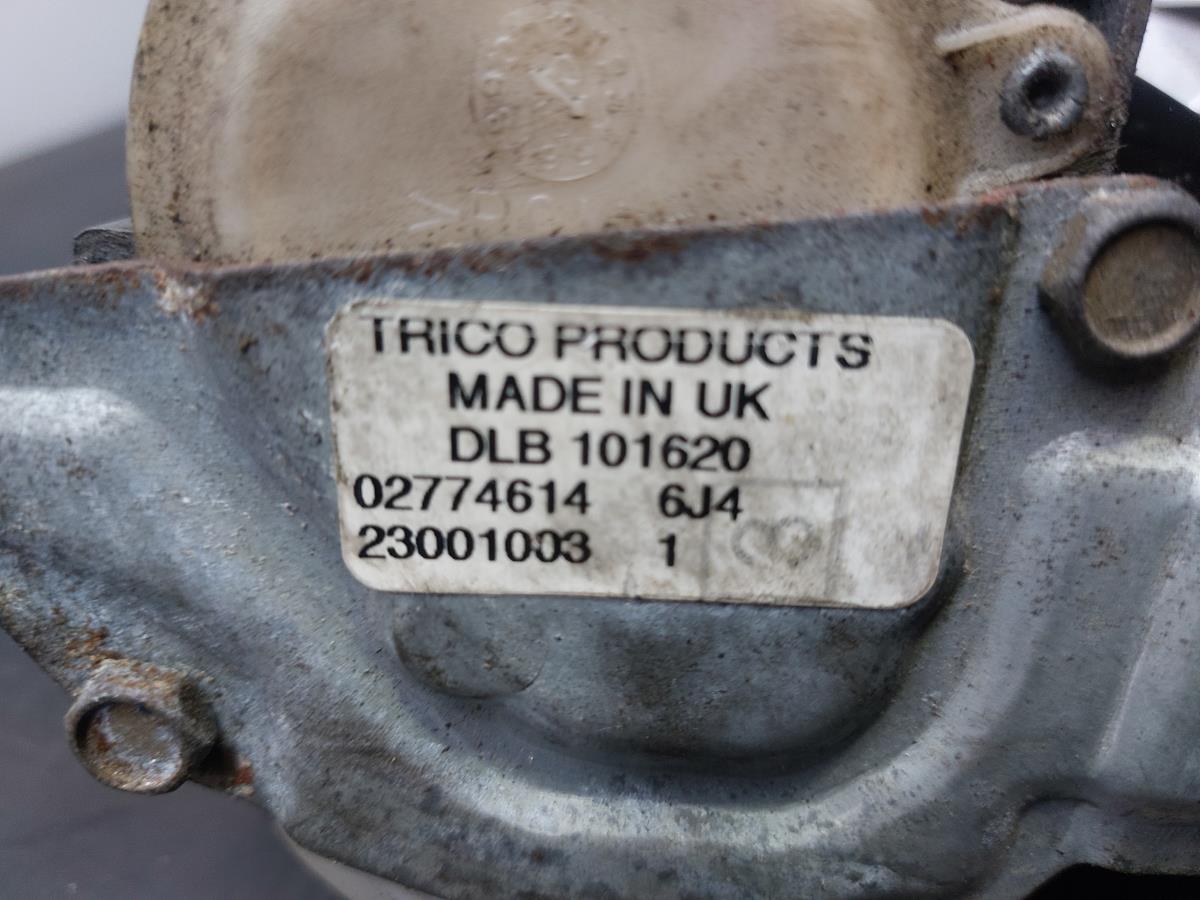 TRICO PRODUCTS
MADE IN UK
DLB 101620
02774614 6J4
23001003 1